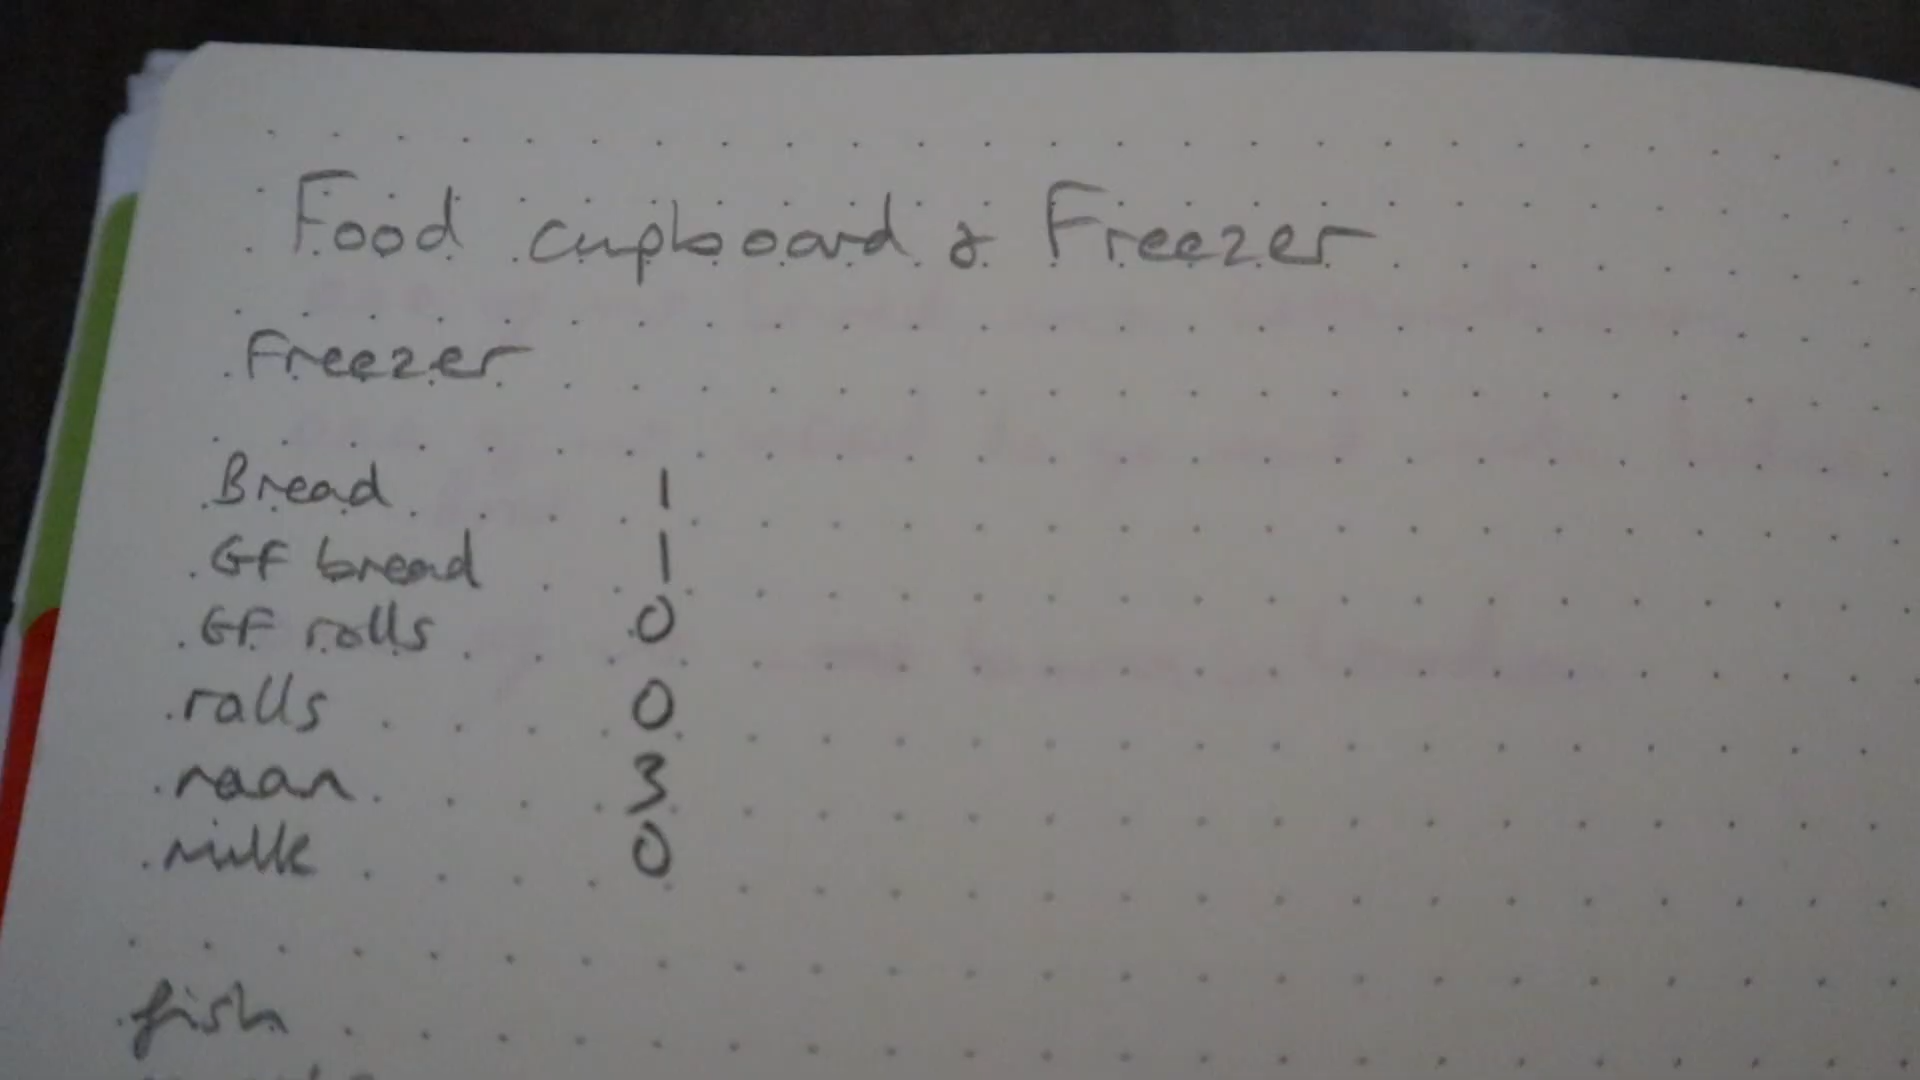 Food cupboard & Freezer
Freezer
Bread 1
GF bread 1
GF rolls 0
rolls 0
naan 3
milk 0
fish